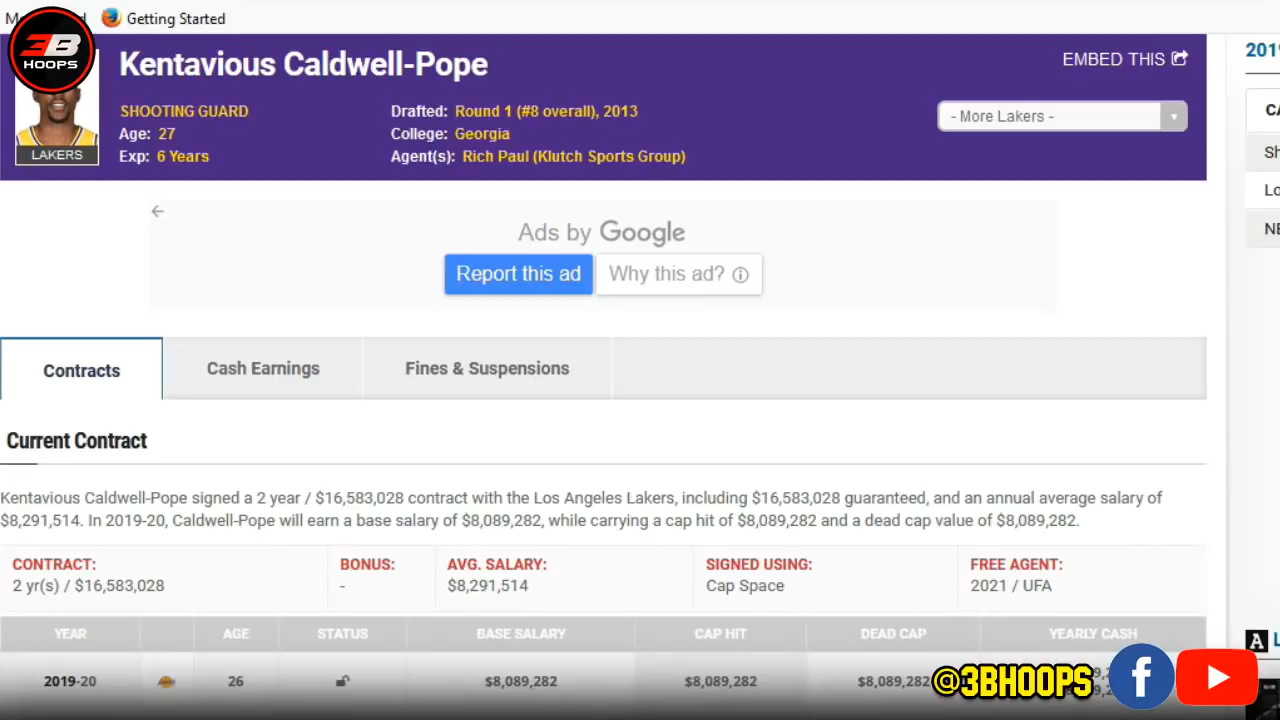 Getting Started
3B
HOOPS
Kentavious Caldwell-Pope
EMBED THIS
SHOOTING GUARD
Drafted: Round 1 (#8 overall), 2013
- More Lakers -
Age: 27
College: Georgia
Exp: 6 Years
Agent(s): Rich Paul (Klutch Sports Group)
LAKERS
Ads by Google
Report this ad
Why this ad?
Contracts
Cash Earnings
Fines & Suspensions
Current Contract
Kentavious Caldwell-Pope signed a 2 year / $16,583,028 contract with the Los Angeles Lakers, including $16,583,028 guaranteed, and an annual average salary of
$8,291,514. In 2019-20, Caldwell-Pope will earn a base salary of $8,089,282, while carrying a cap hit of $8,089,282 and a dead cap value of $8,089,282.
CONTRACT: BONUS: AVG. SALARY: SIGNED USING: FREE AGENT:
2 yr(s) / $16,583,028 - $8,291,514 Cap Space 2021 / UFA
YEAR AGE STATUS BASE SALARY CAP HIT DEAD CAP YEARLY CASH
2019-20 26 $8,089,282 $8,089,282 $8,089,282
@3BHOOPS
201
CA
Sh
Lo
NE
A L